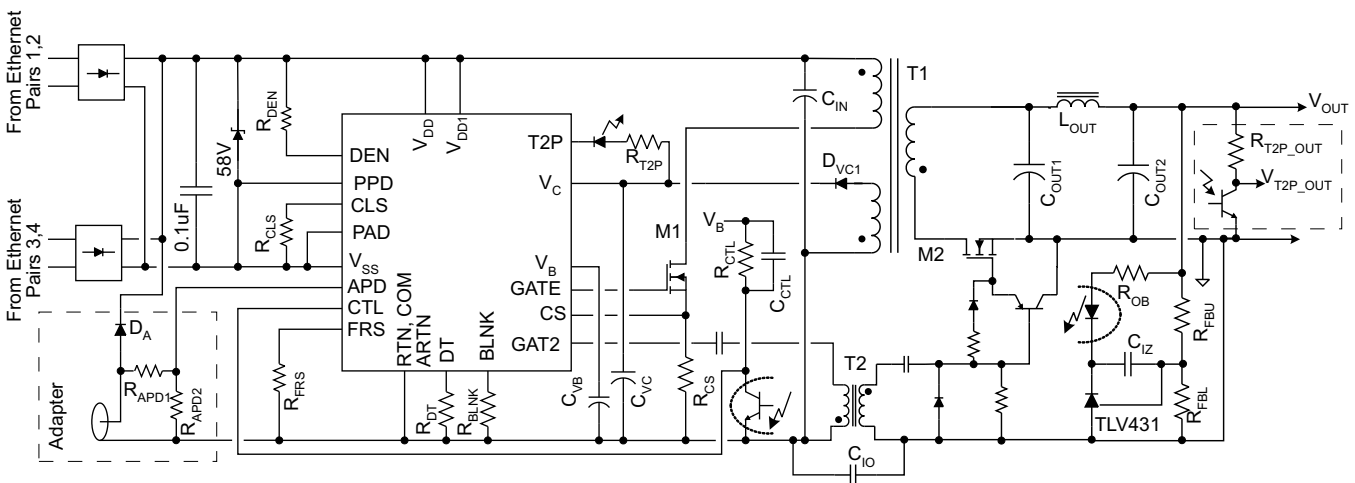 From Ethernet
Pairs 1,2
From Ethernet
Pairs 3,4
0.1uF
58V
R_DEN
R_CLS
DEN
PPD
CLS
PAD
V_SS
APD
CTL
FRS
V_DD
V_DD1
T2P
V_C
V_B
GATE
CS
GAT2
RTN, COM
ARTN
DT
BLNK
Adapter
D_A
R_APD1
R_APD2
R_FRS
R_DT
R_BLNK
C_VB
C_VC
R_CS
R_T2P
M1
V_B
R_CTL
C_CTL
D_VC1
C_IN
T1
T2
C_IO
M2
L_OUT
C_OUT1
C_OUT2
V_OUT
R_T2P_OUT
V_T2P_OUT
R_OB
C_IZ
R_FBU
R_FBL
TLV431